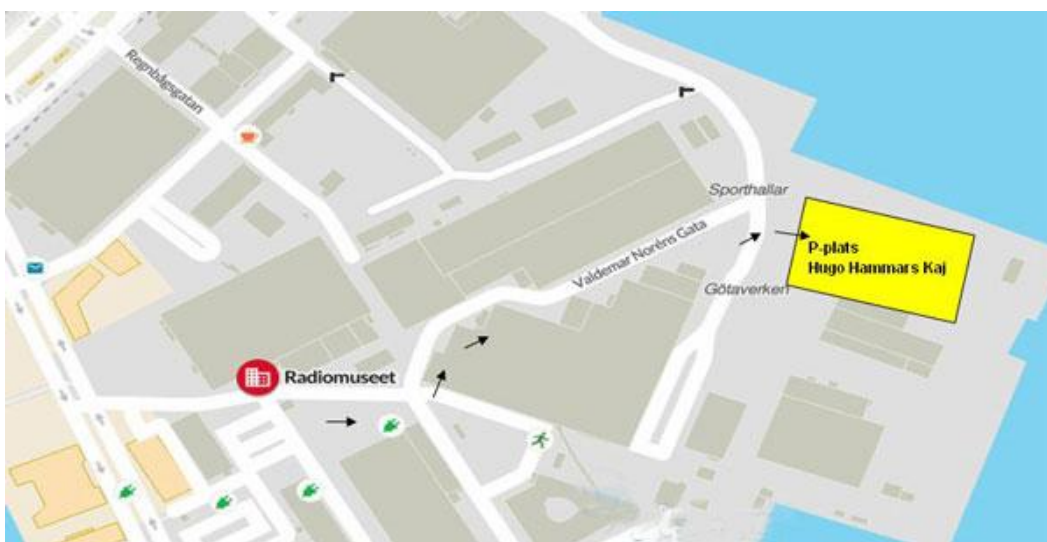 Regnbågsgatan
Sporthallar
P-plats
Hugo Hammars Kaj
Valdemar Noréns Gata
Götaverken
Radiomuseet